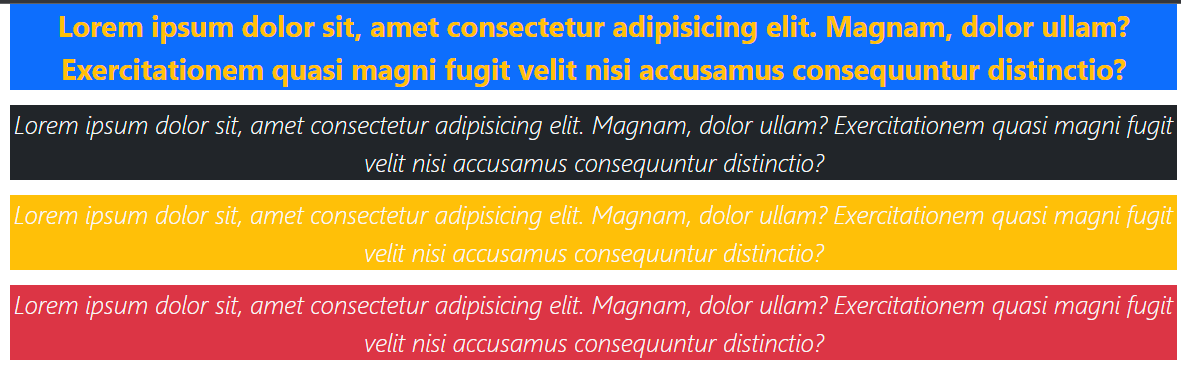 Lorem ipsum dolor sit, amet consectetur adipisicing elit. Magnam, dolor ullam?
Exercitationem quasi magni fugit velit nisi accusamus consequuntur distinctio?
Lorem ipsum dolor sit, amet consectetur adipisicing elit. Magnam, dolor ullam? Exercitationem quasi magni fugit
velit nisi accusamus consequuntur distinctio?
Lorem ipsum dolor sit, amet consectetur adipisicing elit. Magnam, dolor ullam? Exercitationem quasi magni fugit
velit nisi accusamus consequuntur distinctio?
Lorem ipsum dolor sit, amet consectetur adipisicing elit. Magnam, dolor ullam? Exercitationem quasi magni fugit
velit nisi accusamus consequuntur distinctio?